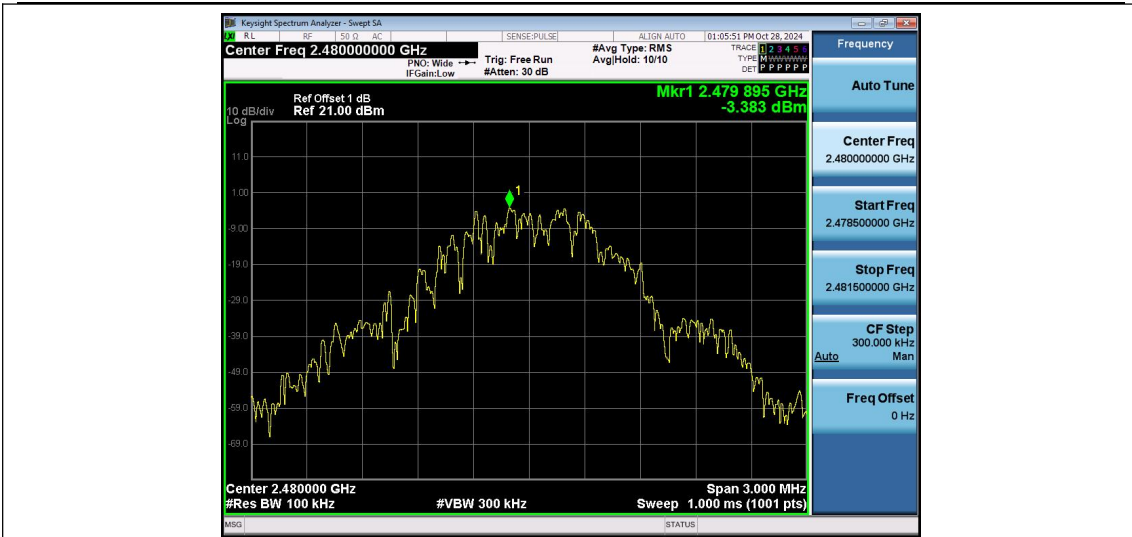 Keysight Spectrum Analyzer - Swept SA
LXI RL RF 50 Ω AC SENSE:PULSE ALIGN AUTO 01:05:51 PM Oct 28, 2024
Center Freq 2.480000000 GHz
PNO: Wide
IFGain:Low
Trig: Free Run
#Atten: 30 dB
#Avg Type: RMS
Avg|Hold: 10/10
TRACE 1 2 3 4 5 6
TYPE M WWWWW
DET P P P P P P
Frequency
Mkr1 2.479 895 GHz
-3.383 dBm
Ref Offset 1 dB
10 dB/div Ref 21.00 dBm
Log
11.0
1.00
-9.00
-19.0
-29.0
-39.0
-49.0
-59.0
-69.0
1
Center 2.480000 GHz Span 3.000 MHz
#Res BW 100 kHz #VBW 300 kHz Sweep 1.000 ms (1001 pts)
Auto Tune
Center Freq
2.480000000 GHz
Start Freq
2.478500000 GHz
Stop Freq
2.481500000 GHz
CF Step
300.000 kHz
Auto Man
Freq Offset
0 Hz
MSG STATUS